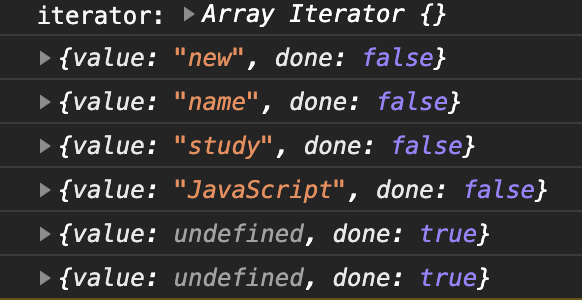 iterator: ▶Array Iterator {}
▶{value: "new", done: false}
▶{value: "name", done: false}
▶{value: "study", done: false}
▶{value: "JavaScript", done: false}
▶{value: undefined, done: true}
▶{value: undefined, done: true}